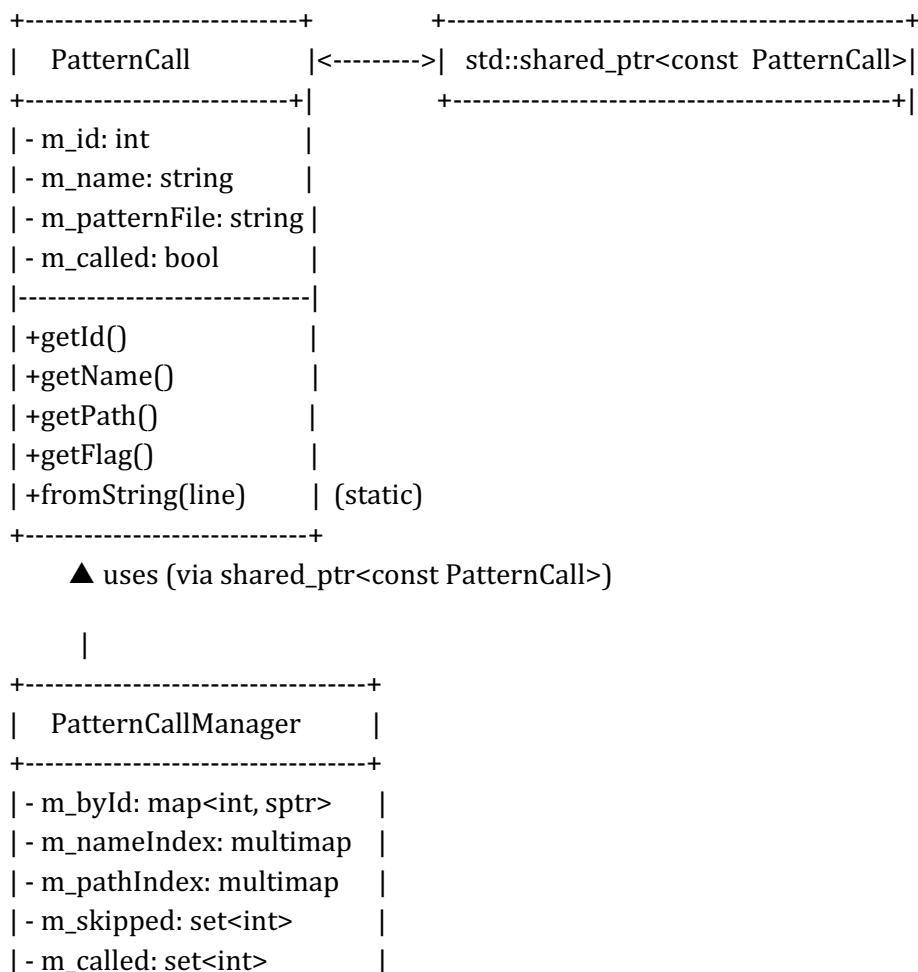 +----------------------------+ +-----------------------------------------------+
| PatternCall |<--------->| std::shared_ptr<const PatternCall>|
+---------------------------+| +---------------------------------------------+|
| - m_id: int |
| - m_name: string |
| - m_patternFile: string |
| - m_called: bool |
|------------------------------|
| +getId() |
| +getName() |
| +getPath() |
| +getFlag() |
| +fromString(line) | (static)
+-----------------------------+
▲ uses (via shared_ptr<const PatternCall>)
|
+-----------------------------------+
| PatternCallManager |
+-----------------------------------+
| - m_byId: map<int, sptr> |
| - m_nameIndex: multimap |
| - m_pathIndex: multimap |
| - m_skipped: set<int> |
| - m_called: set<int> |